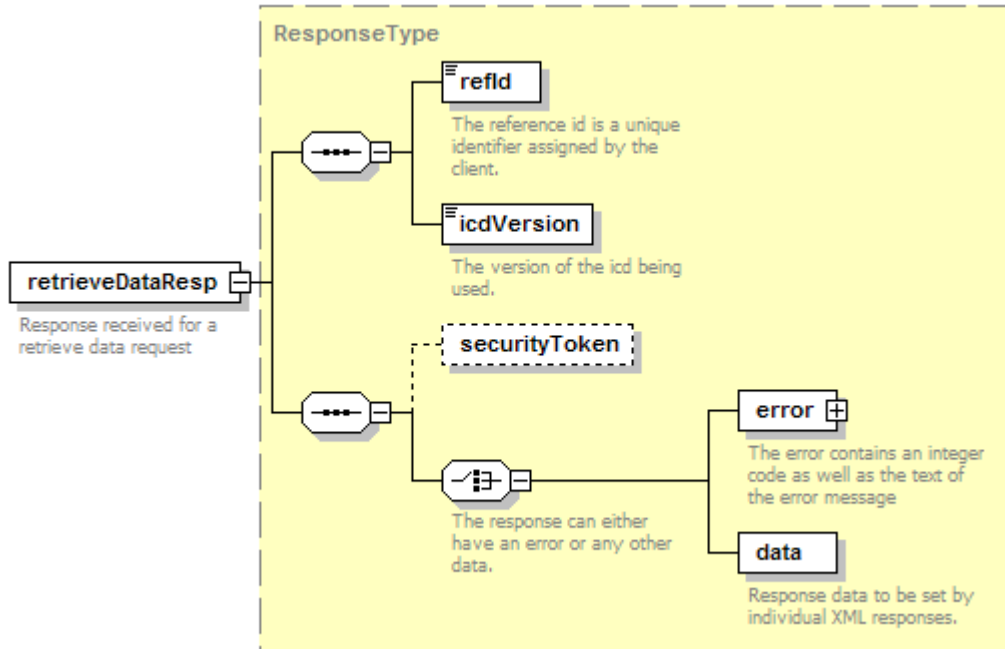 ResponseType
refId
The reference id is a unique
identifier assigned by the
client.
icdVersion
The version of the icd being
used.
retrieveDataResp
Response received for a
retrieve data request
securityToken
error
The error contains an integer
code as well as the text of
the error message
The response can either
have an error or any other
data.
data
Response data to be set by
individual XML responses.